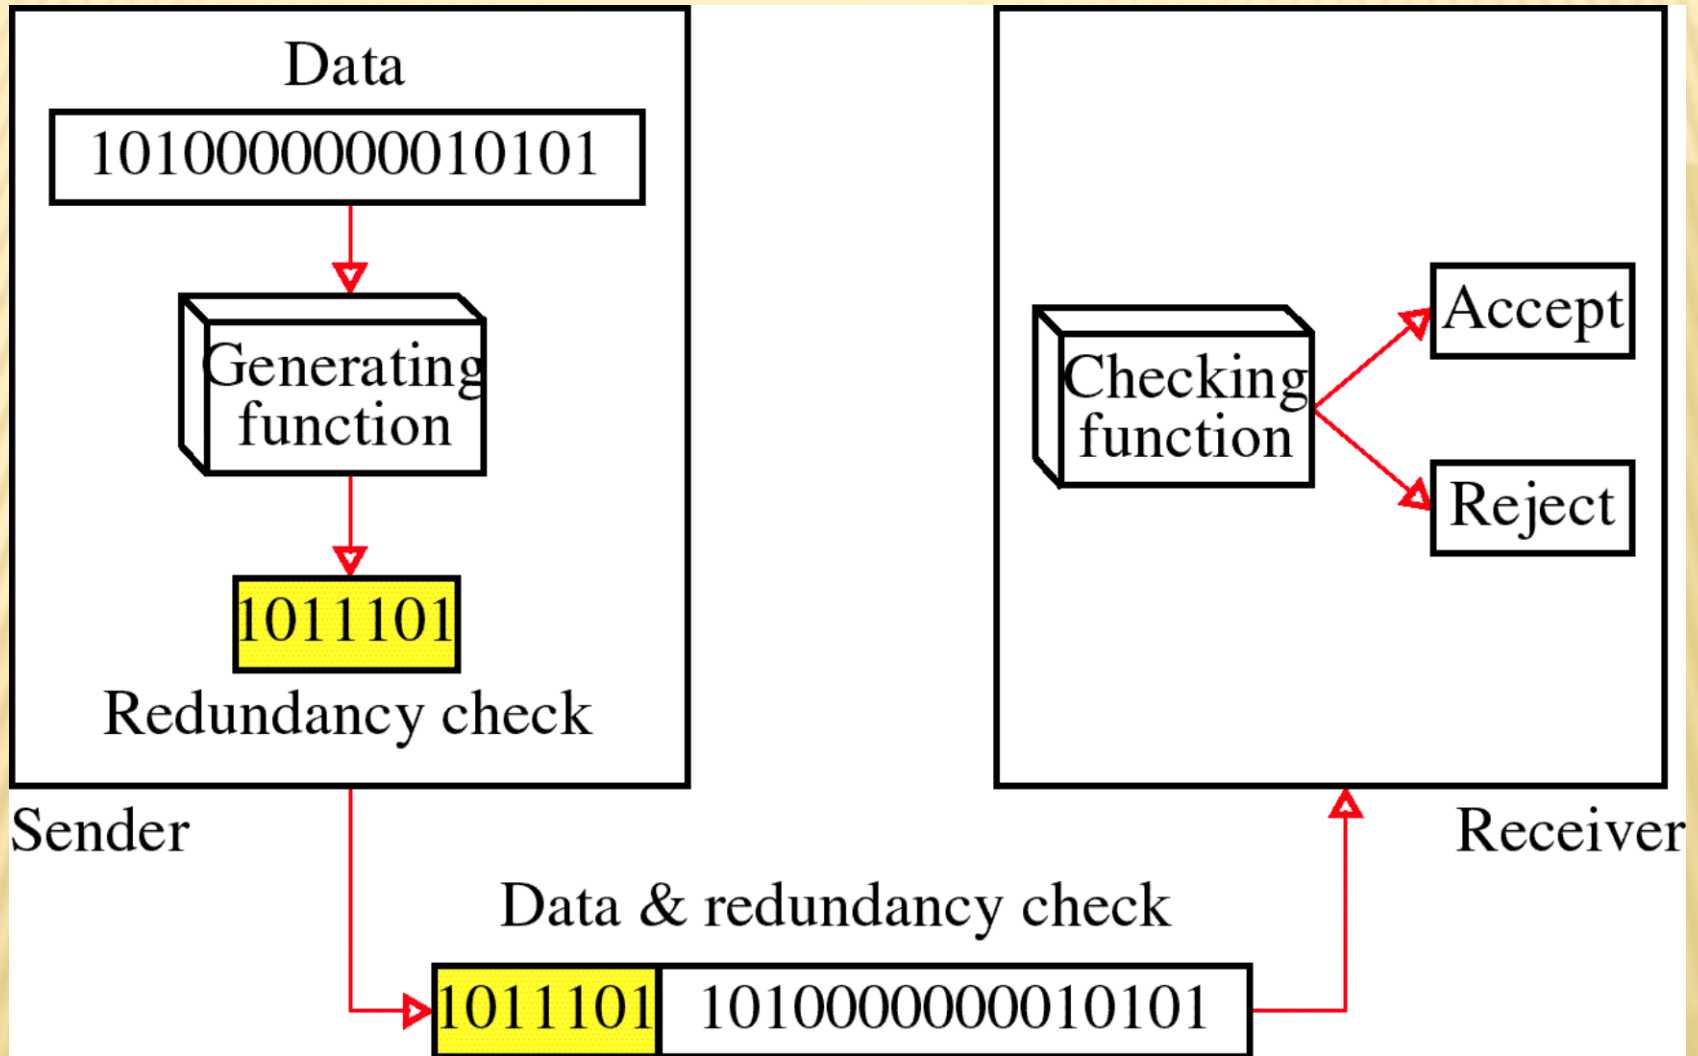 Data
1010000000010101
Generating
function
1011101
Redundancy check
Sender
Checking
function
Accept
Reject
Receiver
Data & redundancy check
1011101 1010000000010101